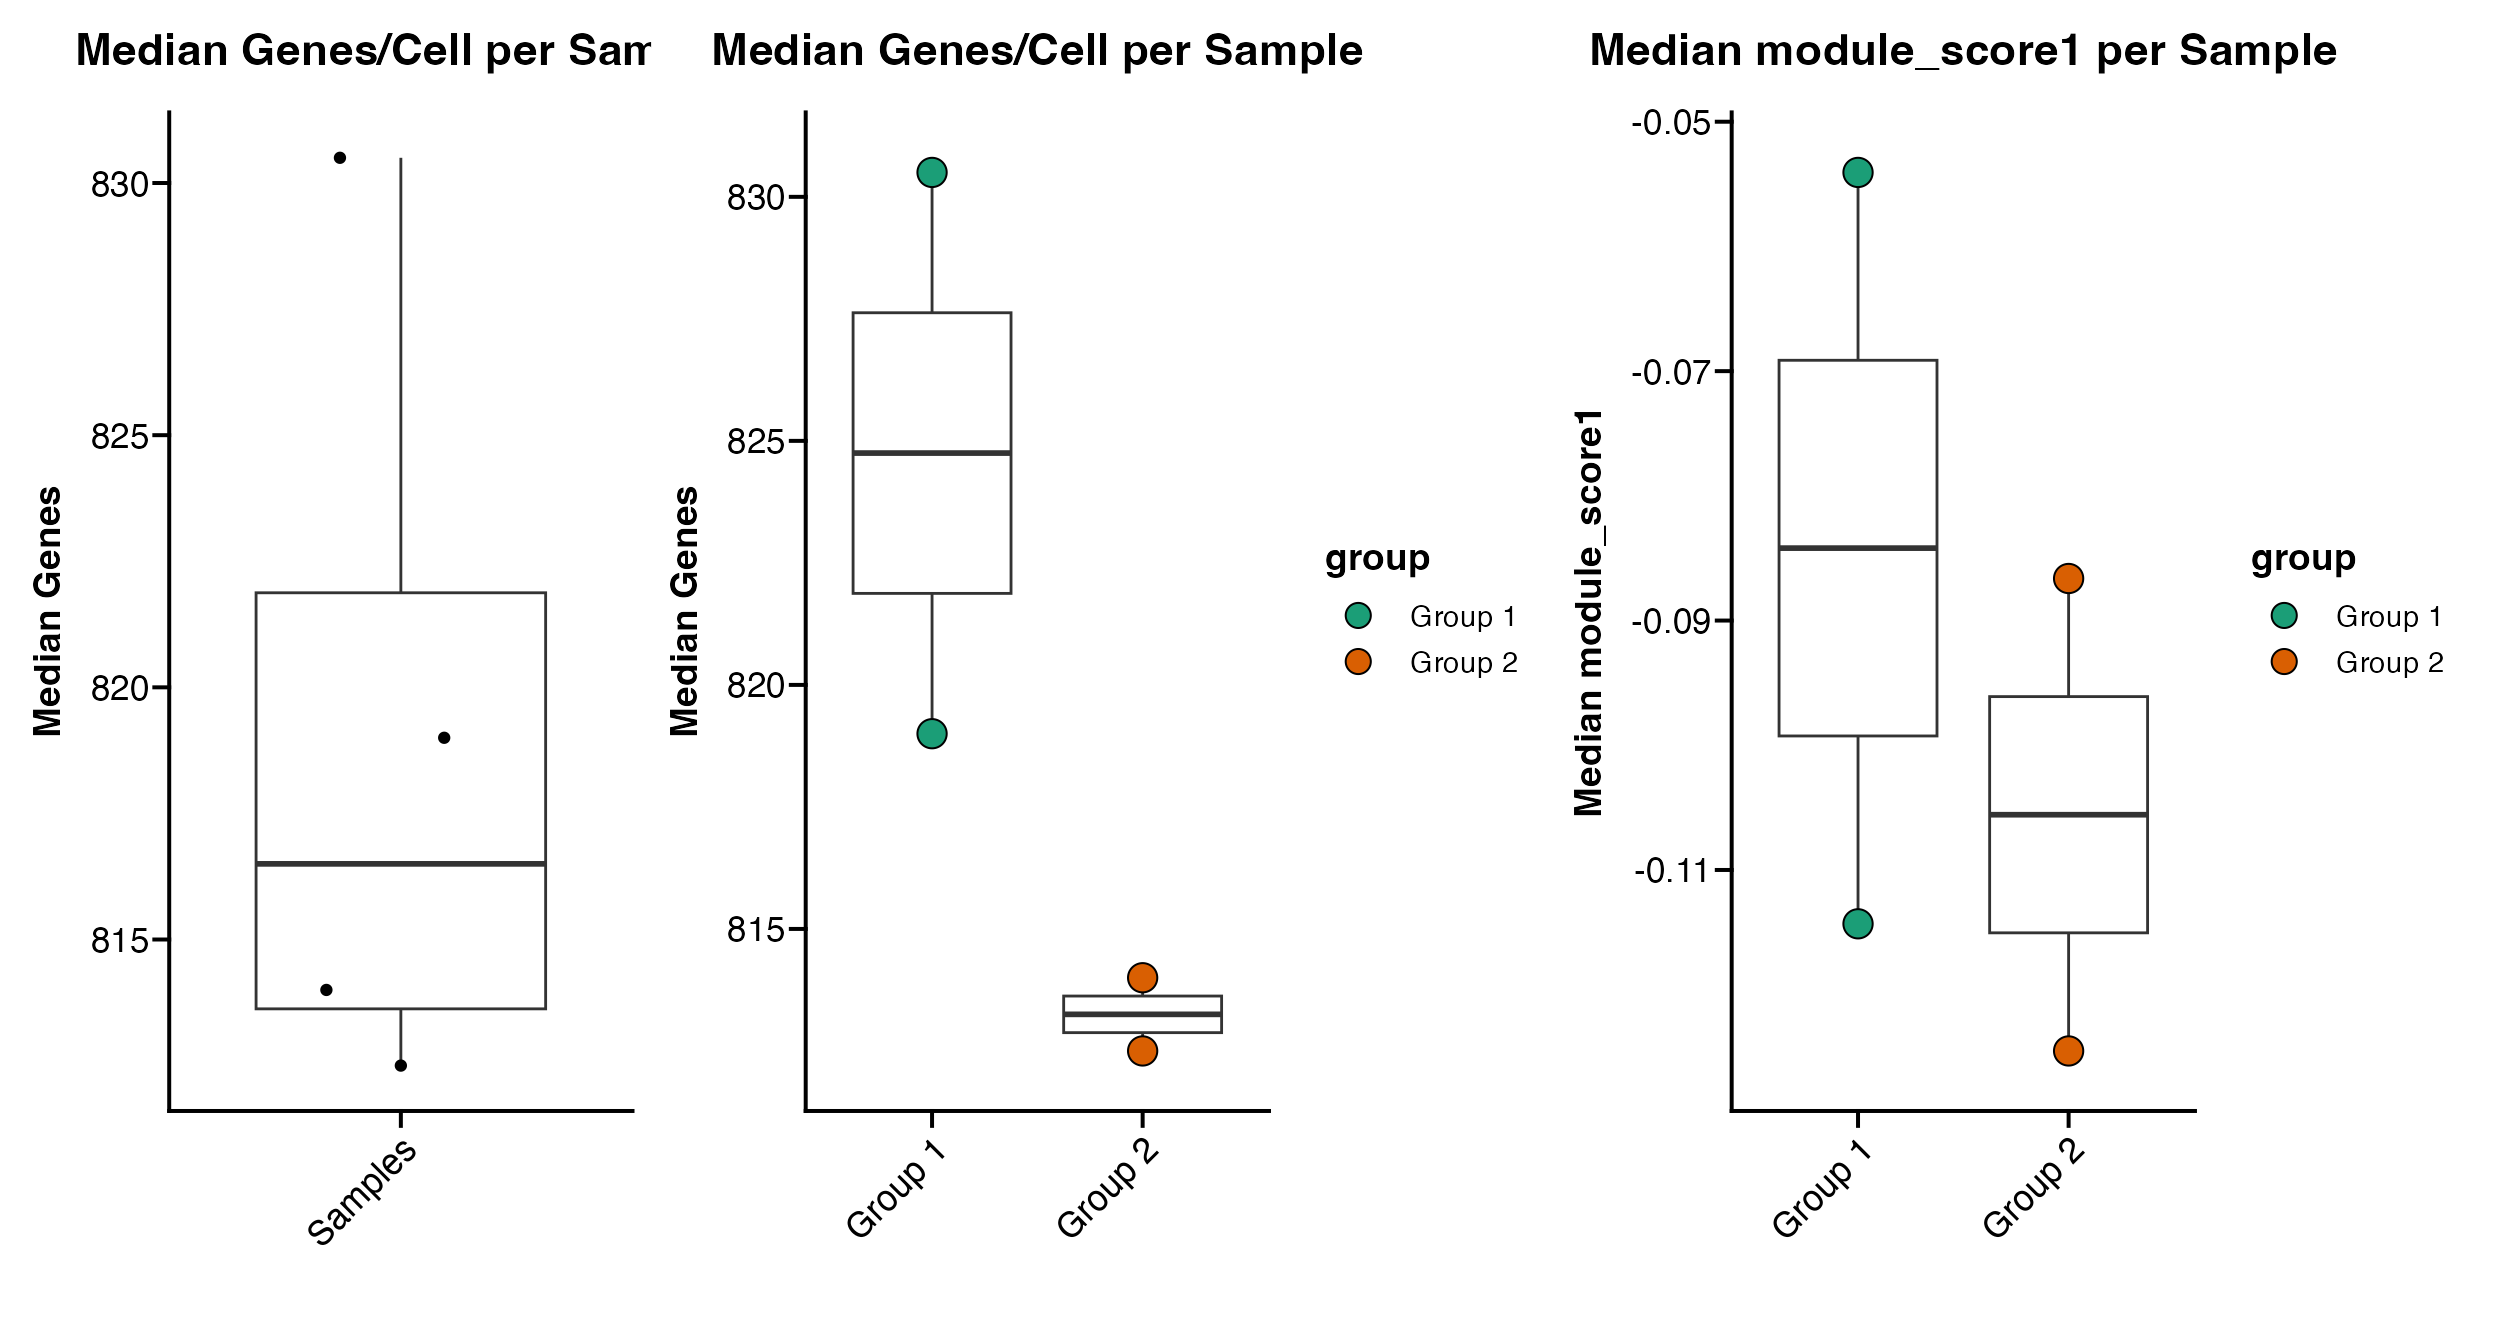 Median Genes/Cell per Sam
Median Genes
830
825
820
815
Samples
Median Genes/Cell per Sample
Median Genes
830
825
820
815
Group 1
Group 2
group
Group 1
Group 2
Median module_score1 per Sample
Median module_score1
-0.05
-0.07
-0.09
-0.11
Group 1
Group 2
group
Group 1
Group 2